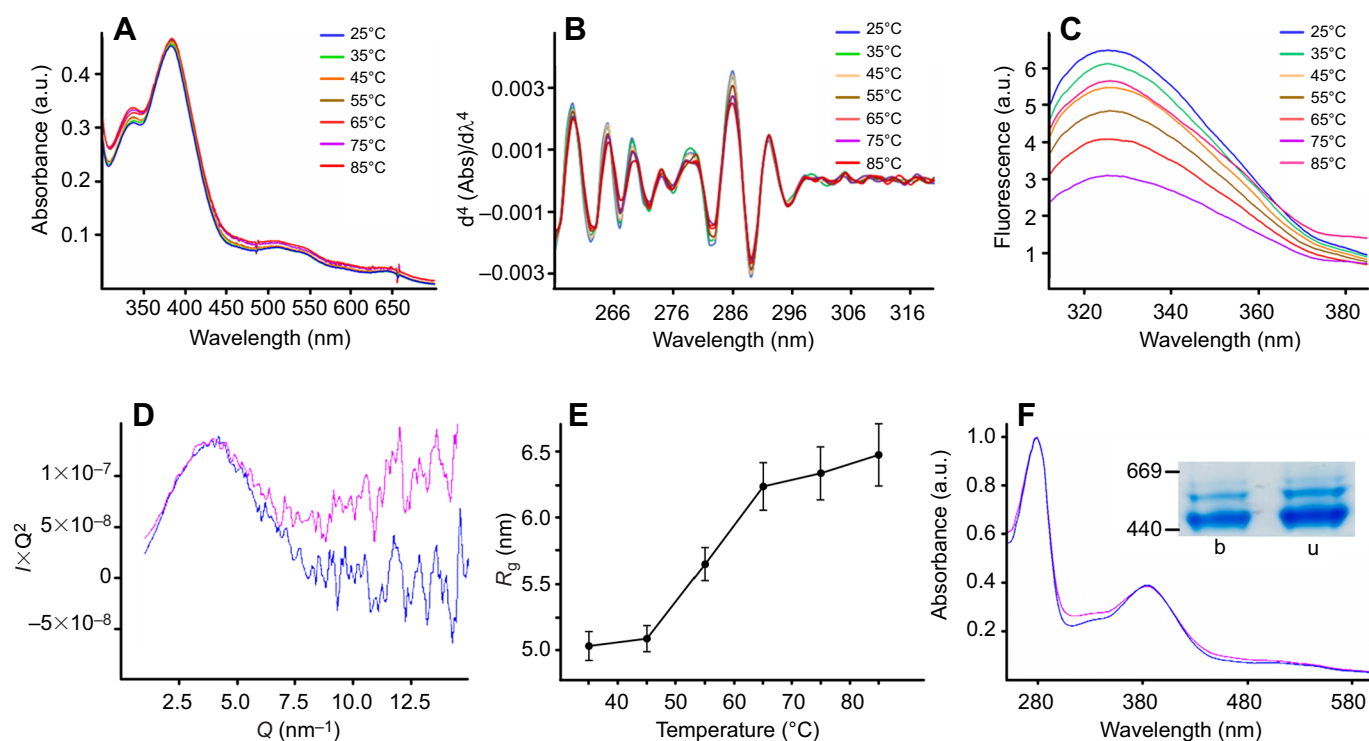 A
25°C
35°C
45°C
55°C
65°C
75°C
85°C
0.4
0.3
0.2
0.1
350 400 450 500 550 600 650
Absorbance (a.u.)
Wavelength (nm)
B
25°C
35°C
45°C
55°C
65°C
75°C
85°C
0.003
0.001
−0.001
−0.003
266 276 286 296 306 316
d⁴ (Abs)/dλ⁴
Wavelength (nm)
C
25°C
35°C
45°C
55°C
65°C
75°C
85°C
6
5
4
3
2
1
320 340 360 380
Fluorescence (a.u.)
Wavelength (nm)
D
1×10⁻⁷
5×10⁻⁸
0
−5×10⁻⁸
2.5 5.0 7.5 10.0 12.5
I×Q²
Q (nm⁻¹)
E
6.5
6.0
5.5
5.0
40 50 60 70 80
Rg (nm)
Temperature (°C)
F
1.0
0.8
0.6
0.4
0.2
669
440
b u
280 380 480 580
Absorbance (a.u.)
Wavelength (nm)